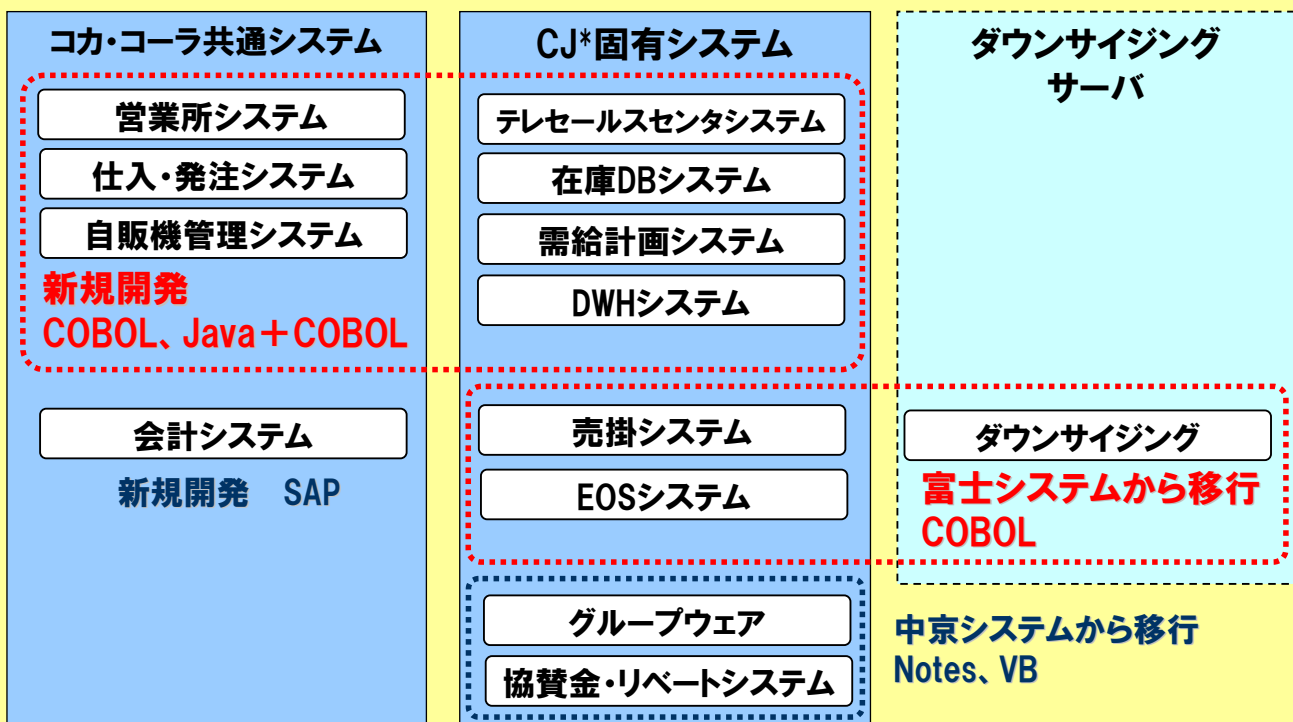 コカ・コーラ共通システム
営業所システム
仕入・発注システム
自販機管理システム
新規開発
COBOL、Java＋COBOL
会計システム
新規開発　SAP
CJ*固有システム
テレセールスセンタシステム
在庫DBシステム
需給計画システム
DWHシステム
売掛システム
EOSシステム
グループウェア
協賛金・リベートシステム
ダウンサイジング
サーバ
ダウンサイジング
富士システムから移行
COBOL
中京システムから移行
Notes、VB